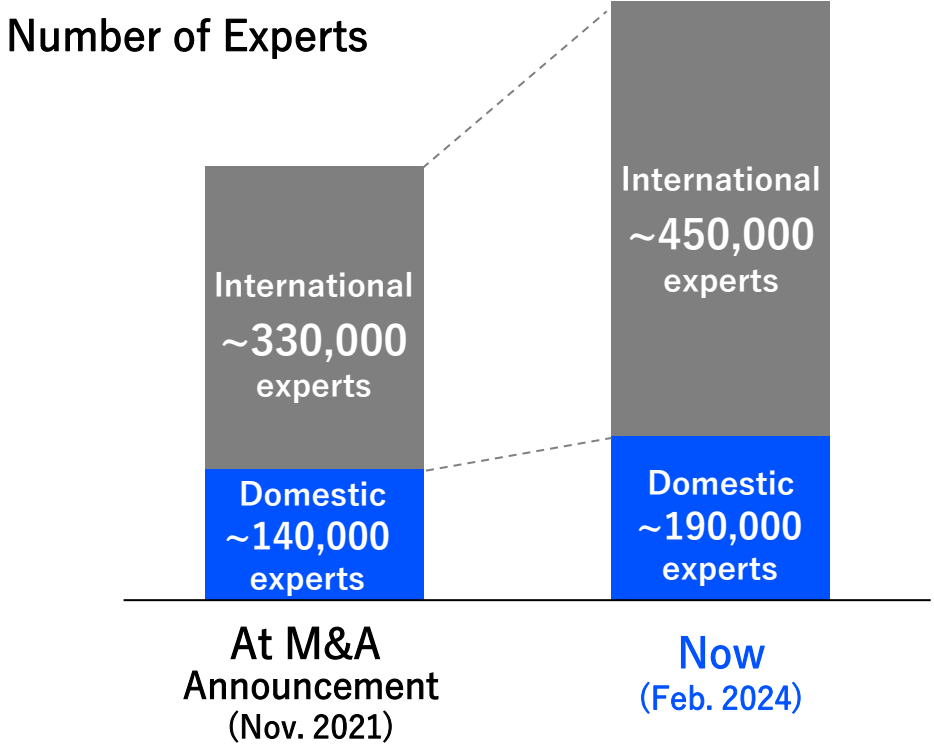 Number of Experts
International
~330,000
experts
Domestic
~140,000
experts
International
~450,000
experts
Domestic
~190,000
experts
At M&A
Announcement
(Nov. 2021)
Now
(Feb. 2024)